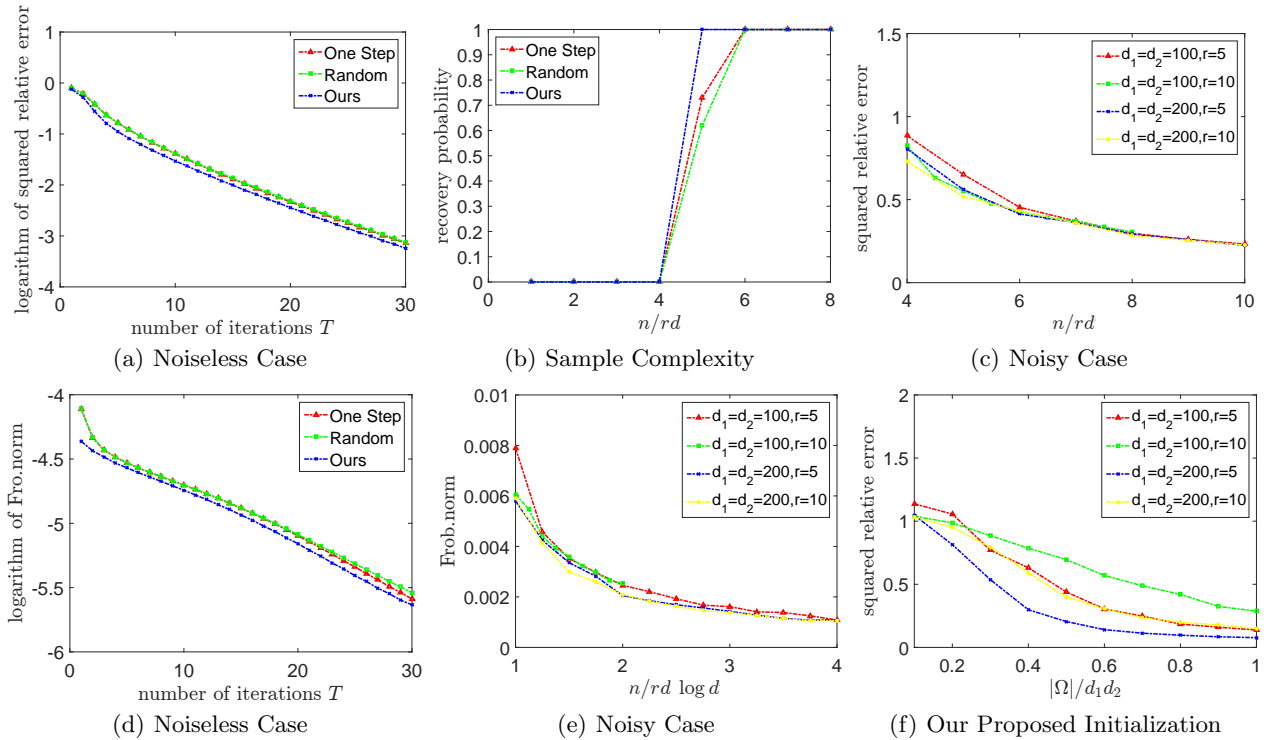 logarithm of squared relative error
1
0
-1
-2
-3
-4
0 10 20 30
number of iterations T
One Step
Random
Ours
(a) Noiseless Case
recovery probability
1
0.9
0.8
0.7
0.6
0.5
0.4
0.3
0.2
0.1
0
0 2 4 6 8
n/rd
One Step
Random
Ours
(b) Sample Complexity
squared relative error
1.5
1
0.5
0
4 6 8 10
n/rd
d₁=d₂=100,r=5
d₁=d₂=100,r=10
d₁=d₂=200,r=5
d₁=d₂=200,r=10
(c) Noisy Case
logarithm of Fro.norm
-4
-4.5
-5
-5.5
-6
0 10 20 30
number of iterations T
One Step
Random
Ours
(d) Noiseless Case
Frob.norm
0.01
0.008
0.006
0.004
0.002
0
1 2 3 4
n/rd log d
d₁=d₂=100,r=5
d₁=d₂=100,r=10
d₁=d₂=200,r=5
d₁=d₂=200,r=10
(e) Noisy Case
squared relative error
2
1.5
1
0.5
0
0.2 0.4 0.6 0.8 1
|Ω|/d₁d₂
d₁=d₂=100,r=5
d₁=d₂=100,r=10
d₁=d₂=200,r=5
d₁=d₂=200,r=10
(f) Our Proposed Initialization